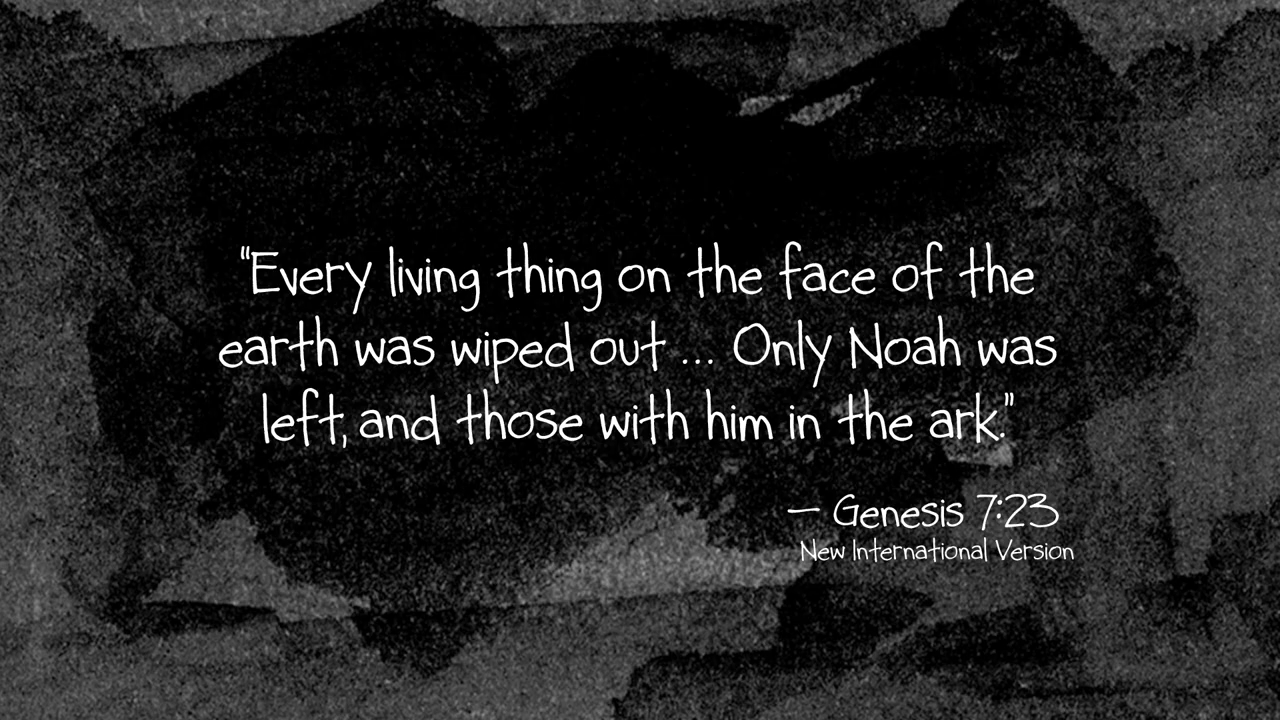 "Every living thing on the face of the
earth was wiped out ... Only Noah was
left, and those with him in the ark."
— Genesis 7:23
New International Version